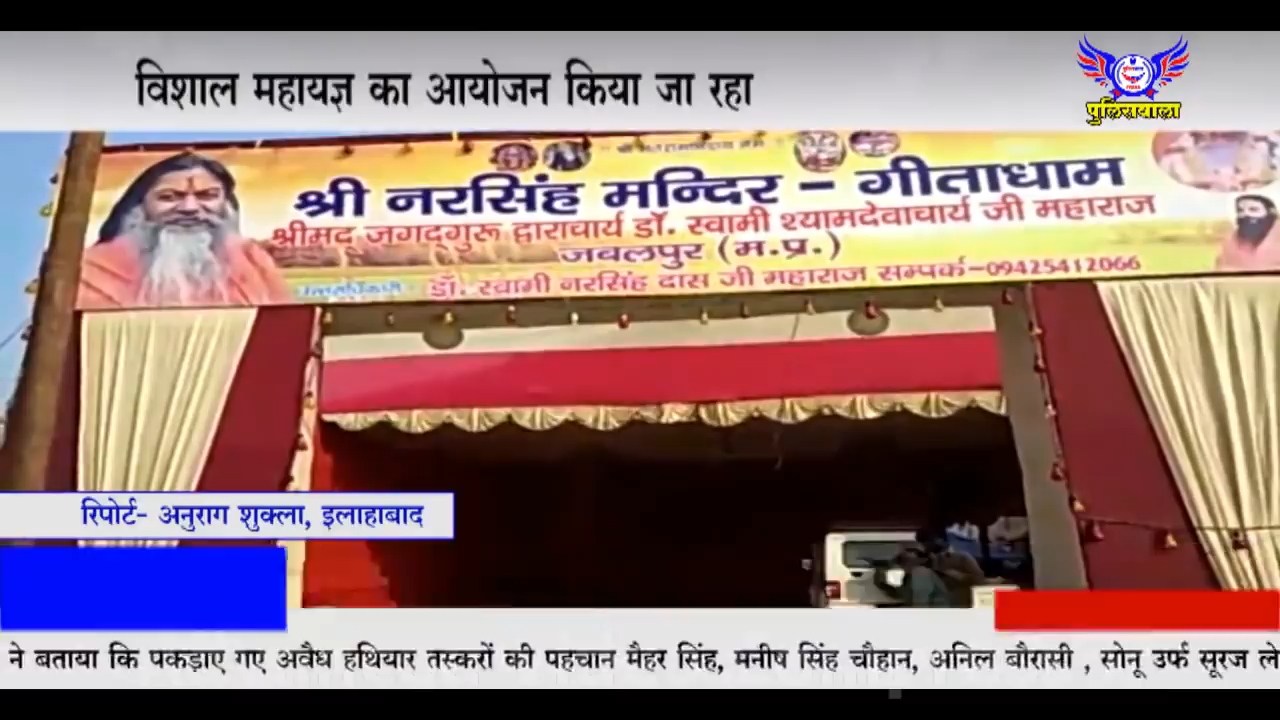 विशाल महायज्ञ का आयोजन किया जा रहा
पुलिसवाला
श्री नरसिंह मन्दिर - गीताधाम
श्रीमद जगद्गुरू द्वाराचार्य डॉ. स्वामी श्यामदेवाचार्य जी महाराज
जबलपुर (म.प्र.)
डॉ. स्वामी नरसिंह दास जी महाराज सम्पर्क-09425412066
रिपोर्ट- अनुराग शुक्ला, इलाहाबाद
ने बताया कि पकड़ाए गए अवैध हथियार तस्करों की पहचान मैहर सिंह, मनीष सिंह चौहान, अनिल बौरासी , सोनू उर्फ सूरज ले